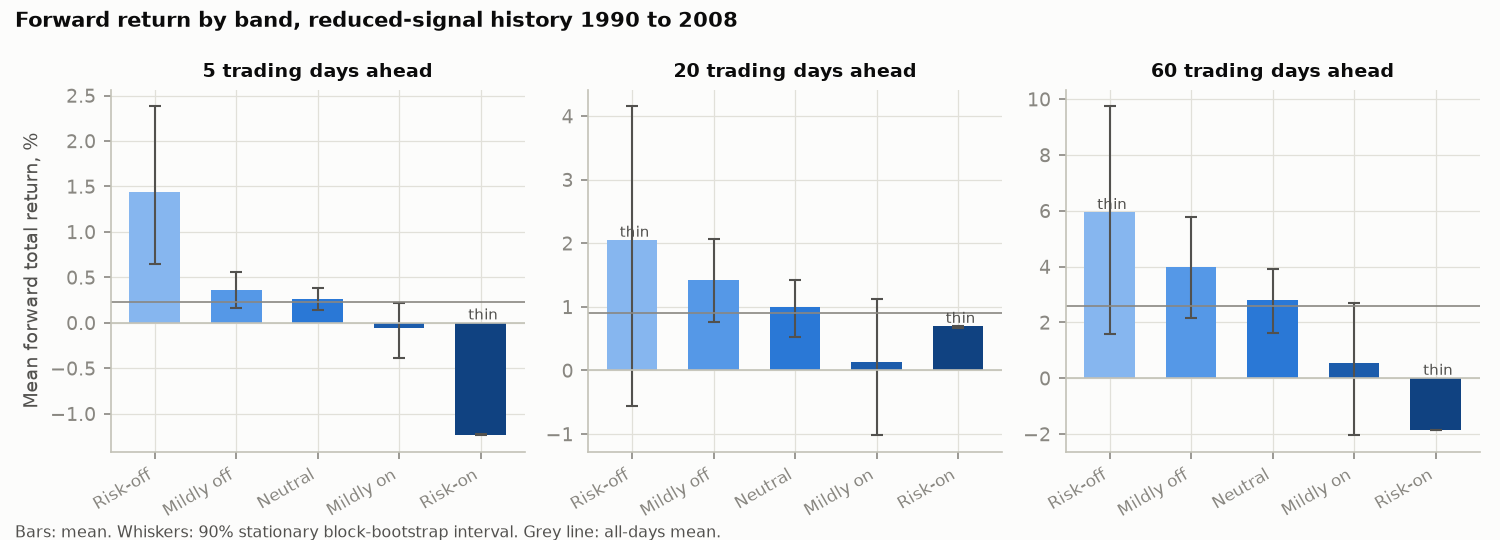 Forward return by band, reduced-signal history 1990 to 2008
5 trading days ahead
Mean forward total return, %
2.5
2.0
1.5
1.0
0.5
0.0
−0.5
−1.0
thin
Risk-off
Mildly off
Neutral
Mildly on
Risk-on
20 trading days ahead
4
3
2
1
0
−1
thin
thin
Risk-off
Mildly off
Neutral
Mildly on
Risk-on
60 trading days ahead
10
8
6
4
2
0
−2
thin
thin
Risk-off
Mildly off
Neutral
Mildly on
Risk-on
Bars: mean. Whiskers: 90% stationary block-bootstrap interval. Grey line: all-days mean.